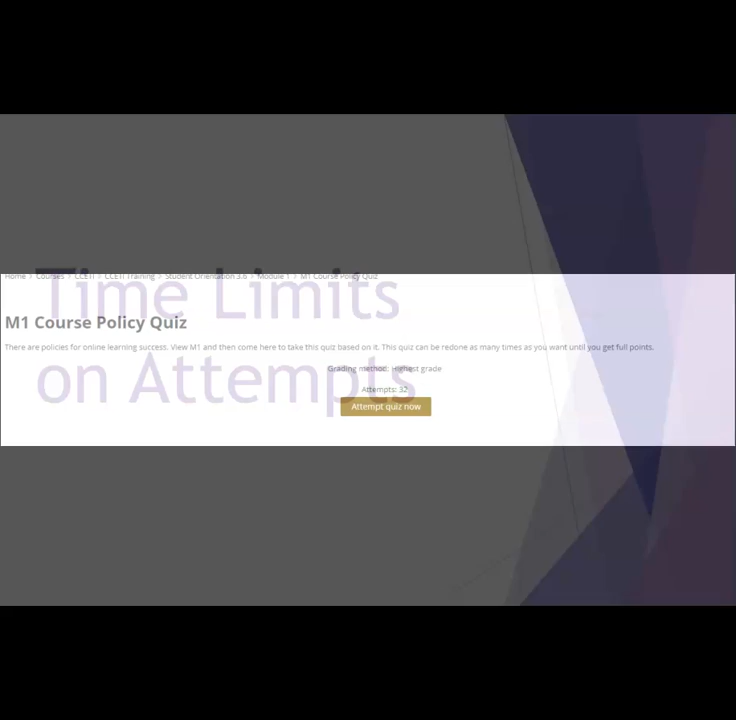 Home > Courses > CCETI > CCETI Training > Student Orientation 3.6 > Module 1 > M1 Course Policy Quiz
Time Limits
M1 Course Policy Quiz
There are policies for online learning success. View M1 and then come here to take this quiz based on it. This quiz can be redone as many times as you want until you get full points.
on Attempts
Grading method: Highest grade
Attempts: 32
Attempt quiz now